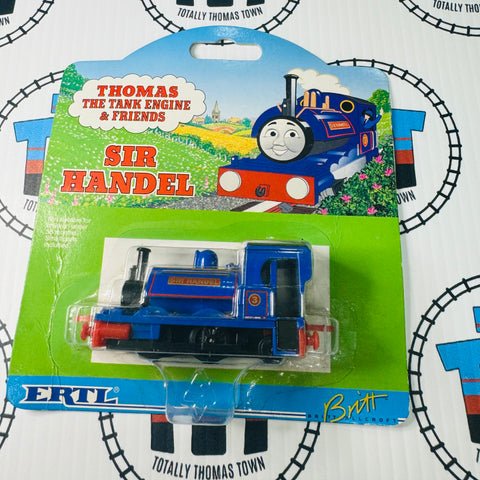 TOTALLY THOMAS TOWN
TOTALLY THOMAS TOWN
THOMAS
THE TANK ENGINE
& FRIENDS
SIR
HANDEL
SIR HANDEL
3
ERTL
Britt
TOTALLY THOMAS TOWN